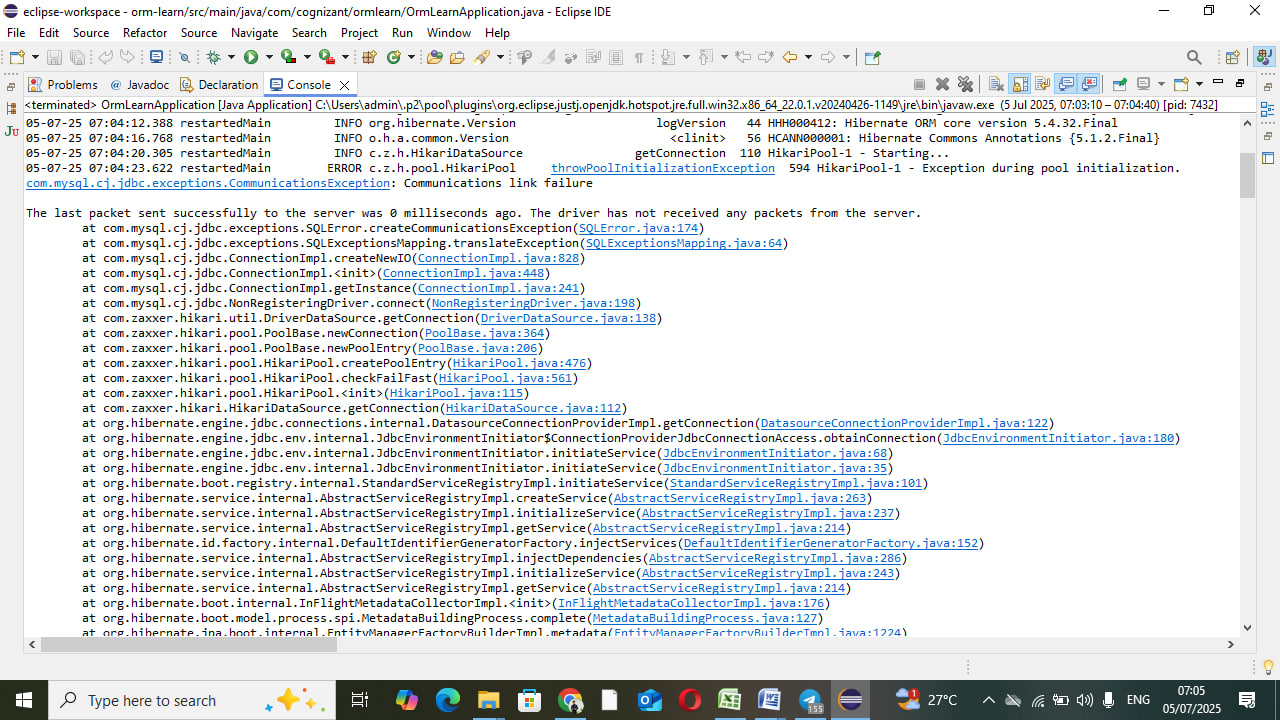 eclipse-workspace - orm-learn/src/main/java/com/cognizant/ormlearn/OrmLearnApplication.java - Eclipse IDE
File Edit Source Refactor Source Navigate Search Project Run Window Help
Problems @ Javadoc Declaration Console
<terminated> OrmLearnApplication [Java Application] C:\Users\admin\.p2\pool\plugins\org.eclipse.justj.openjdk.hotspot.jre.full.win32.x86_64_22.0.1.v20240426-1149\jre\bin\javaw.exe (5 Jul 2025, 07:03:10 – 07:04:40) [pid: 7432]
05-07-25 07:04:12.388 restartedMain INFO org.hibernate.Version logVersion 44 HHH000412: Hibernate ORM core version 5.4.32.Final
05-07-25 07:04:16.768 restartedMain INFO o.h.a.common.Version <clinit> 56 HCANN000001: Hibernate Commons Annotations {5.1.2.Final}
05-07-25 07:04:20.305 restartedMain INFO c.z.h.HikariDataSource getConnection 110 HikariPool-1 - Starting...
05-07-25 07:04:23.622 restartedMain ERROR c.z.h.pool.HikariPool throwPoolInitializationException 594 HikariPool-1 - Exception during pool initialization.
com.mysql.cj.jdbc.exceptions.CommunicationsException: Communications link failure
The last packet sent successfully to the server was 0 milliseconds ago. The driver has not received any packets from the server.
at com.mysql.cj.jdbc.exceptions.SQLError.createCommunicationsException(SQLError.java:174)
at com.mysql.cj.jdbc.exceptions.SQLExceptionsMapping.translateException(SQLExceptionsMapping.java:64)
at com.mysql.cj.jdbc.ConnectionImpl.createNewIO(ConnectionImpl.java:828)
at com.mysql.cj.jdbc.ConnectionImpl.<init>(ConnectionImpl.java:448)
at com.mysql.cj.jdbc.ConnectionImpl.getInstance(ConnectionImpl.java:241)
at com.mysql.cj.jdbc.NonRegisteringDriver.connect(NonRegisteringDriver.java:198)
at com.zaxxer.hikari.util.DriverDataSource.getConnection(DriverDataSource.java:138)
at com.zaxxer.hikari.pool.PoolBase.newConnection(PoolBase.java:364)
at com.zaxxer.hikari.pool.PoolBase.newPoolEntry(PoolBase.java:206)
at com.zaxxer.hikari.pool.HikariPool.createPoolEntry(HikariPool.java:476)
at com.zaxxer.hikari.pool.HikariPool.checkFailFast(HikariPool.java:561)
at com.zaxxer.hikari.pool.HikariPool.<init>(HikariPool.java:115)
at com.zaxxer.hikari.HikariDataSource.getConnection(HikariDataSource.java:112)
at org.hibernate.engine.jdbc.connections.internal.DatasourceConnectionProviderImpl.getConnection(DatasourceConnectionProviderImpl.java:122)
at org.hibernate.engine.jdbc.env.internal.JdbcEnvironmentInitiator$ConnectionProviderJdbcConnectionAccess.obtainConnection(JdbcEnvironmentInitiator.java:180)
at org.hibernate.engine.jdbc.env.internal.JdbcEnvironmentInitiator.initiateService(JdbcEnvironmentInitiator.java:68)
at org.hibernate.engine.jdbc.env.internal.JdbcEnvironmentInitiator.initiateService(JdbcEnvironmentInitiator.java:35)
at org.hibernate.boot.registry.internal.StandardServiceRegistryImpl.initiateService(StandardServiceRegistryImpl.java:101)
at org.hibernate.service.internal.AbstractServiceRegistryImpl.createService(AbstractServiceRegistryImpl.java:263)
at org.hibernate.service.internal.AbstractServiceRegistryImpl.initializeService(AbstractServiceRegistryImpl.java:237)
at org.hibernate.service.internal.AbstractServiceRegistryImpl.getService(AbstractServiceRegistryImpl.java:214)
at org.hibernate.id.factory.internal.DefaultIdentifierGeneratorFactory.injectServices(DefaultIdentifierGeneratorFactory.java:152)
at org.hibernate.service.internal.AbstractServiceRegistryImpl.injectDependencies(AbstractServiceRegistryImpl.java:286)
at org.hibernate.service.internal.AbstractServiceRegistryImpl.initializeService(AbstractServiceRegistryImpl.java:243)
at org.hibernate.service.internal.AbstractServiceRegistryImpl.getService(AbstractServiceRegistryImpl.java:214)
at org.hibernate.boot.internal.InFlightMetadataCollectorImpl.<init>(InFlightMetadataCollectorImpl.java:176)
at org.hibernate.boot.model.process.spi.MetadataBuildingProcess.complete(MetadataBuildingProcess.java:127)
at org.hibernate.jpa.boot.internal.EntityManagerFactoryBuilderImpl.metadata(EntityManagerFactoryBuilderImpl.java:1224)
Type here to search
155
1
27°C
ENG
07:05
05/07/2025